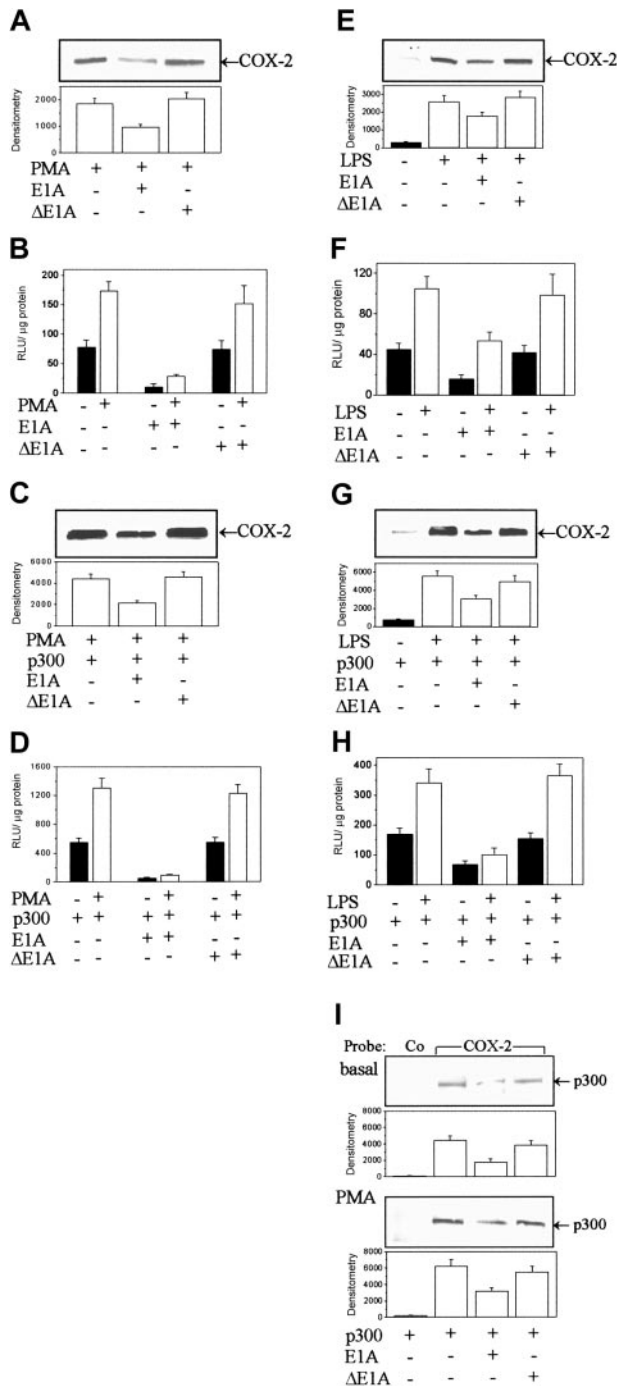 A
←COX-2
Densitometry
2000
1000
0
PMA + + +
E1A - + -
ΔE1A - - +
B
RLU/ µg protein
200
150
100
50
0
PMA - + - + - +
E1A - - + + - -
ΔE1A - - - - + +
C
←COX-2
Densitometry
6000
4000
2000
0
PMA + + +
p300 + + +
E1A - + -
ΔE1A - - +
D
RLU/ µg protein
1600
1200
800
400
0
PMA - + - + - +
p300 + + + + + +
E1A - - + + - -
ΔE1A - - - - + +
E
←COX-2
Densitometry
3000
2000
1000
0
LPS - + + +
E1A - - + -
ΔE1A - - - +
F
RLU/ µg protein
120
80
40
0
LPS - + - + - +
E1A - - + + - -
ΔE1A - - - - + +
G
←COX-2
Densitometry
6000
4000
2000
0
LPS - + + +
p300 + + + +
E1A - - + -
ΔE1A - - - +
H
RLU/ µg protein
400
300
200
100
0
LPS - + - + - +
p300 + + + + + +
E1A - - + + - -
ΔE1A - - - - + +
I
Probe: Co COX-2
basal
← p300
Densitometry
8000
6000
4000
2000
0
PMA
← p300
Densitometry
8000
6000
4000
2000
0
p300 + + + +
E1A - - + -
ΔE1A - - - +